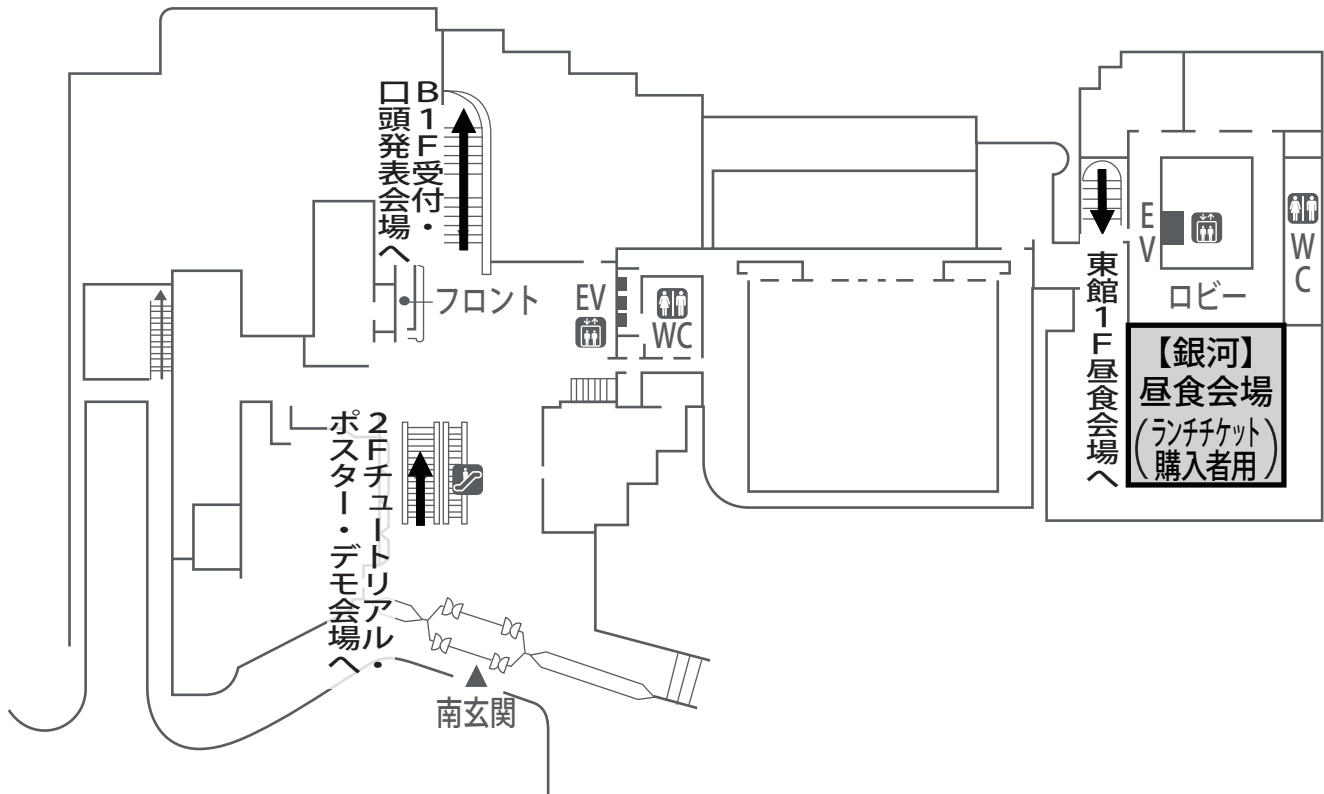 B1F受付・
口頭発表会場へ
フロント
EV
WC
2Fチュートリアル・
ポスター・デモ会場へ
南玄関
東館1F昼食会場へ
EV
ロビー
WC
【銀河】
昼食会場
(ランチチケット
購入者用)